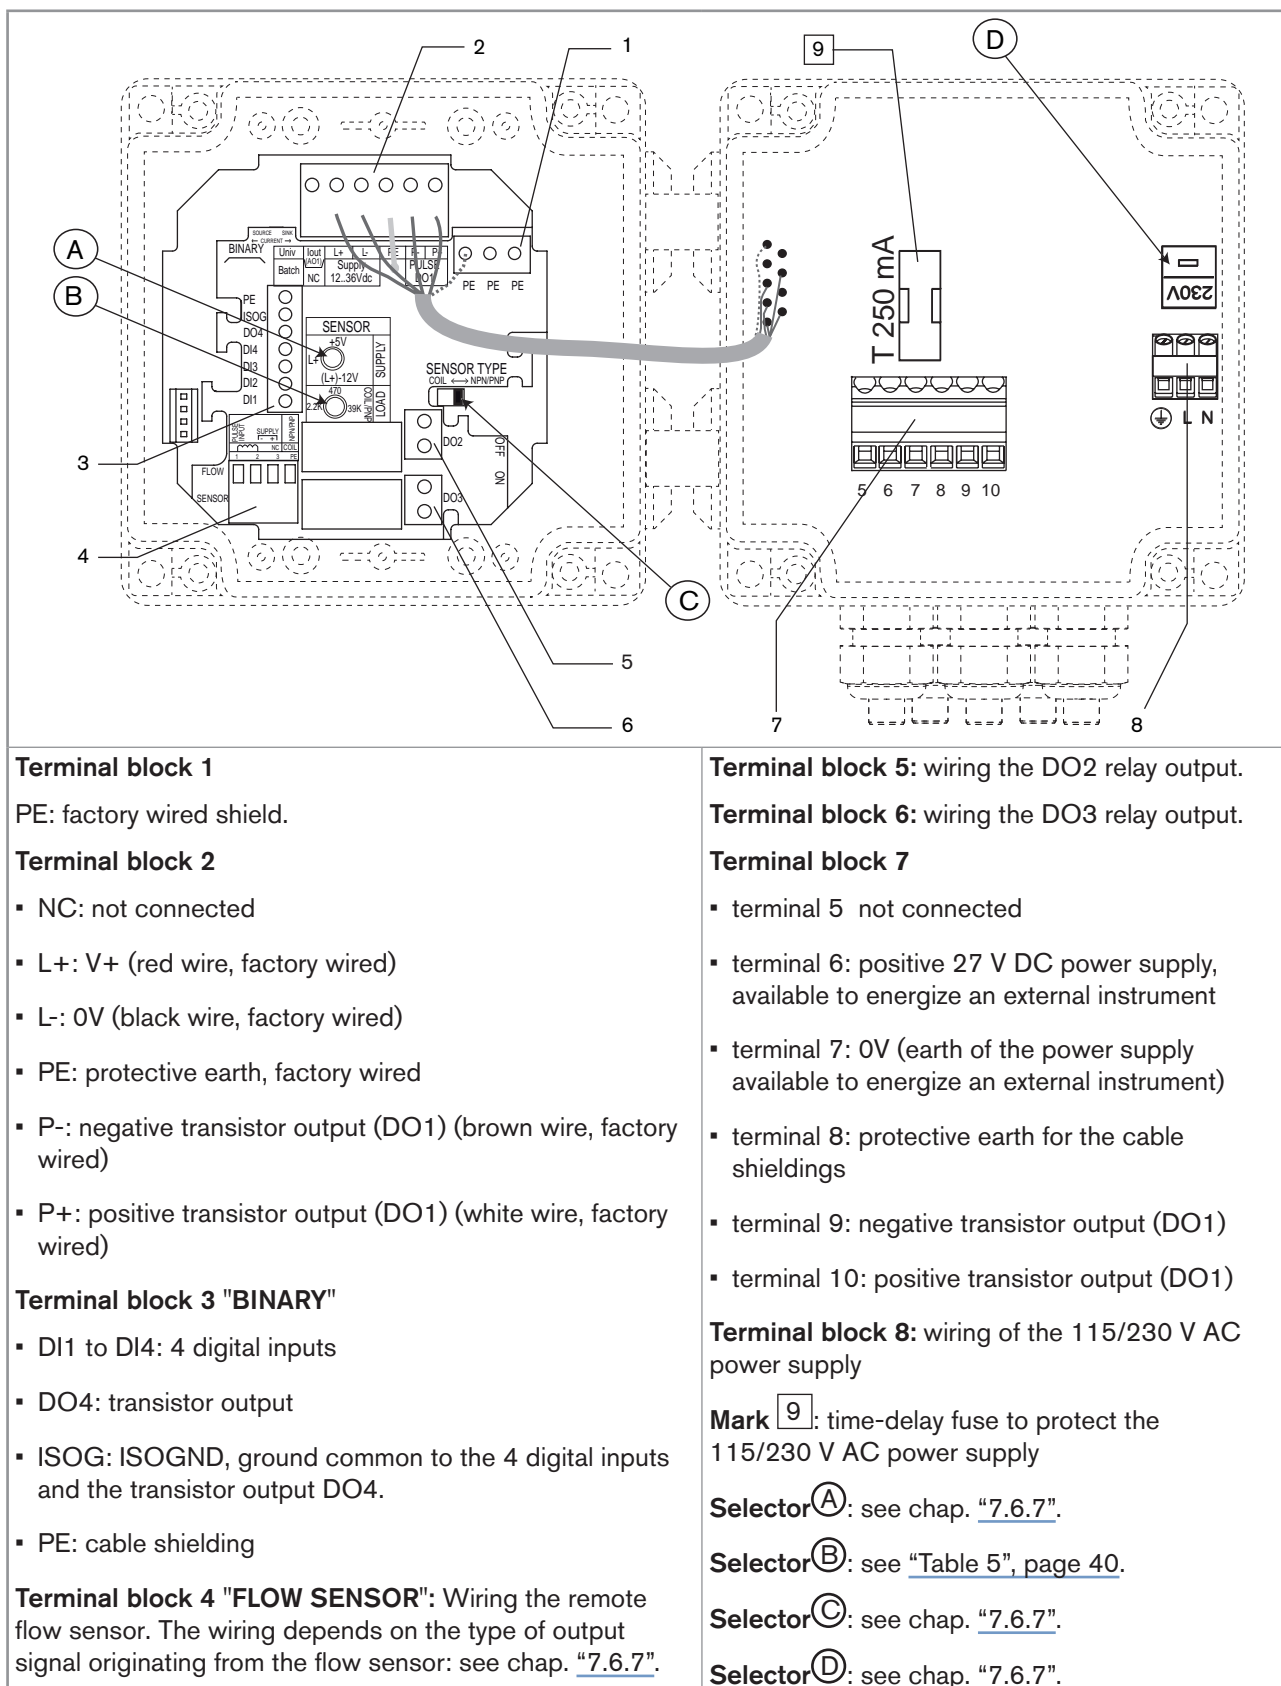 2
1
9
D
A
B
SOURCE SINK
← CURRENT →
BINARY
Univ
Iout
(AO1)
L+
L-
PE
P-
P+
Batch
NC
Supply
12..36Vdc
PULSE
DO1
PE PE PE
PE
ISOG
DO4
DI4
DI3
DI2
DI1
SENSOR
+5V
L+
(L+)-12V
SUPPLY
470
2.2K
39K
COIL/PNP
LOAD
SENSOR TYPE
COIL ⟷ NPN/PNP
PULSE
INPUT
SUPPLY
- +
NPN/PNP
NC
COIL
1 2 3 PE
FLOW
SENSOR
DO2
DO3
OFF
ON
3
4
C
5
6
T 250 mA
230V
L N
5 6 7 8 9 10
7
8
Terminal block 1
PE: factory wired shield.
Terminal block 2
▪ NC: not connected
▪ L+: V+ (red wire, factory wired)
▪ L-: 0V (black wire, factory wired)
▪ PE: protective earth, factory wired
▪ P-: negative transistor output (DO1) (brown wire, factory
wired)
▪ P+: positive transistor output (DO1) (white wire, factory
wired)
Terminal block 3 "BINARY"
▪ DI1 to DI4: 4 digital inputs
▪ DO4: transistor output
▪ ISOG: ISOGND, ground common to the 4 digital inputs
and the transistor output DO4.
▪ PE: cable shielding
Terminal block 4 "FLOW SENSOR": Wiring the remote
flow sensor. The wiring depends on the type of output
signal originating from the flow sensor: see chap. “7.6.7”.
Terminal block 5: wiring the DO2 relay output.
Terminal block 6: wiring the DO3 relay output.
Terminal block 7
▪ terminal 5 not connected
▪ terminal 6: positive 27 V DC power supply,
available to energize an external instrument
▪ terminal 7: 0V (earth of the power supply
available to energize an external instrument)
▪ terminal 8: protective earth for the cable
shieldings
▪ terminal 9: negative transistor output (DO1)
▪ terminal 10: positive transistor output (DO1)
Terminal block 8: wiring of the 115/230 V AC
power supply
Mark 9: time-delay fuse to protect the
115/230 V AC power supply
Selector A: see chap. “7.6.7”.
Selector B: see “Table 5”, page 40.
Selector C: see chap. “7.6.7”.
Selector D: see chap. “7.6.7”.